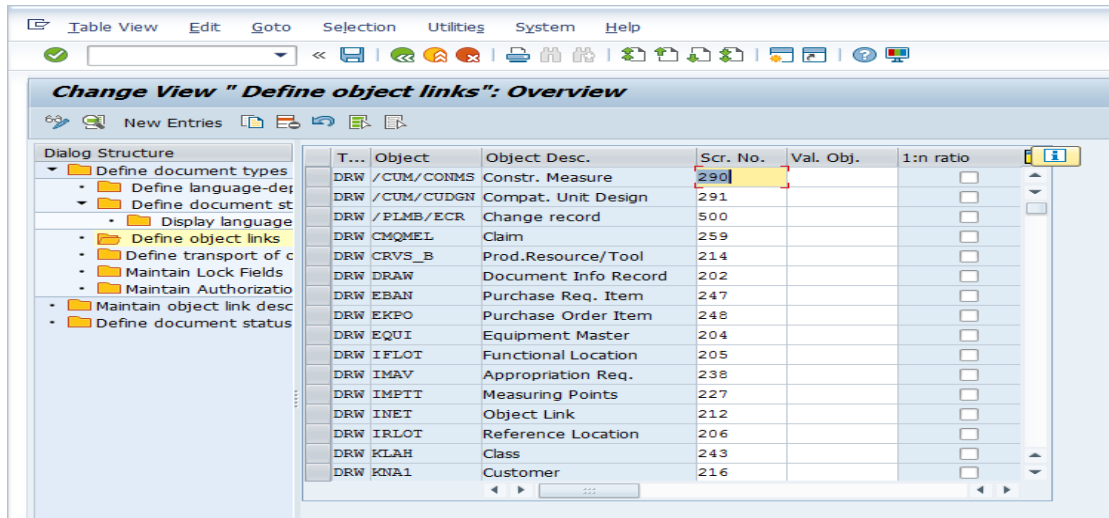 Table View Edit Goto Selection Utilities System Help
Change View " Define object links": Overview
New Entries
Dialog Structure
Define document types
Define language-dep
Define document st
Display language
Define object links
Define transport of c
Maintain Lock Fields
Maintain Authorizatio
Maintain object link desc
Define document status
T... Object Object Desc. Scr. No. Val. Obj. 1:n ratio
DRW /CUM/CONMS Constr. Measure 290
DRW /CUM/CUDGN Compat. Unit Design 291
DRW /PLMB/ECR Change record 500
DRW CMQMEL Claim 259
DRW CRVS_B Prod.Resource/Tool 214
DRW DRAW Document Info Record 202
DRW EBAN Purchase Req. Item 247
DRW EKPO Purchase Order Item 248
DRW EQUI Equipment Master 204
DRW IFLOT Functional Location 205
DRW IMAV Appropriation Req. 238
DRW IMPTT Measuring Points 227
DRW INET Object Link 212
DRW IRLOT Reference Location 206
DRW KLAH Class 243
DRW KNA1 Customer 216